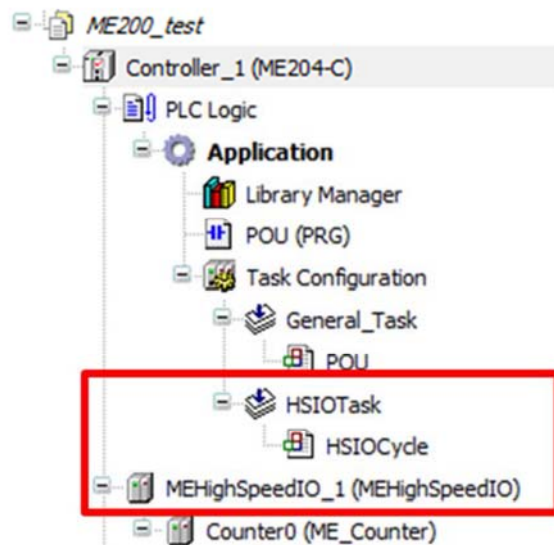 ME200_test
Controller_1 (ME204-C)
PLC Logic
Application
Library Manager
POU (PRG)
Task Configuration
General_Task
POU
HSIOTask
HSIOCycle
MEHighSpeedIO_1 (MEHighSpeedIO)
Counter0 (ME_Counter)